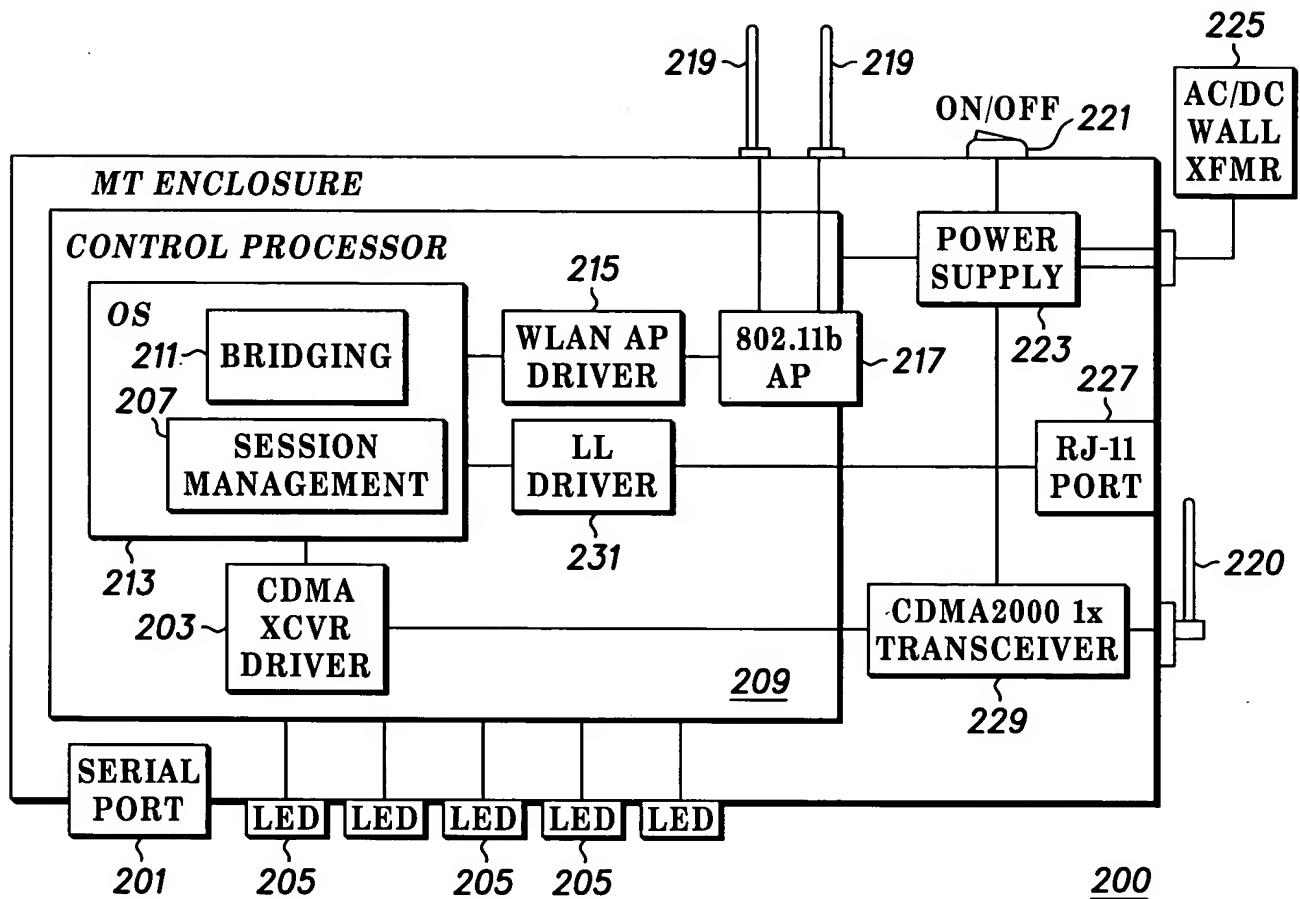 225
219
219
AC/DC
WALL
XFMR
ON/OFF
221
MT ENCLOSURE
CONTROL PROCESSOR
POWER
SUPPLY
215
OS
223
211
BRIDGING
WLAN AP
DRIVER
802.11b
AP
217
227
207
SESSION
MANAGEMENT
LL
DRIVER
RJ-11
PORT
231
220
213
203
CDMA
XCVR
DRIVER
CDMA2000 1x
TRANSCEIVER
209
229
SERIAL
PORT
LED
LED
LED
LED
LED
201
205
205
205
200